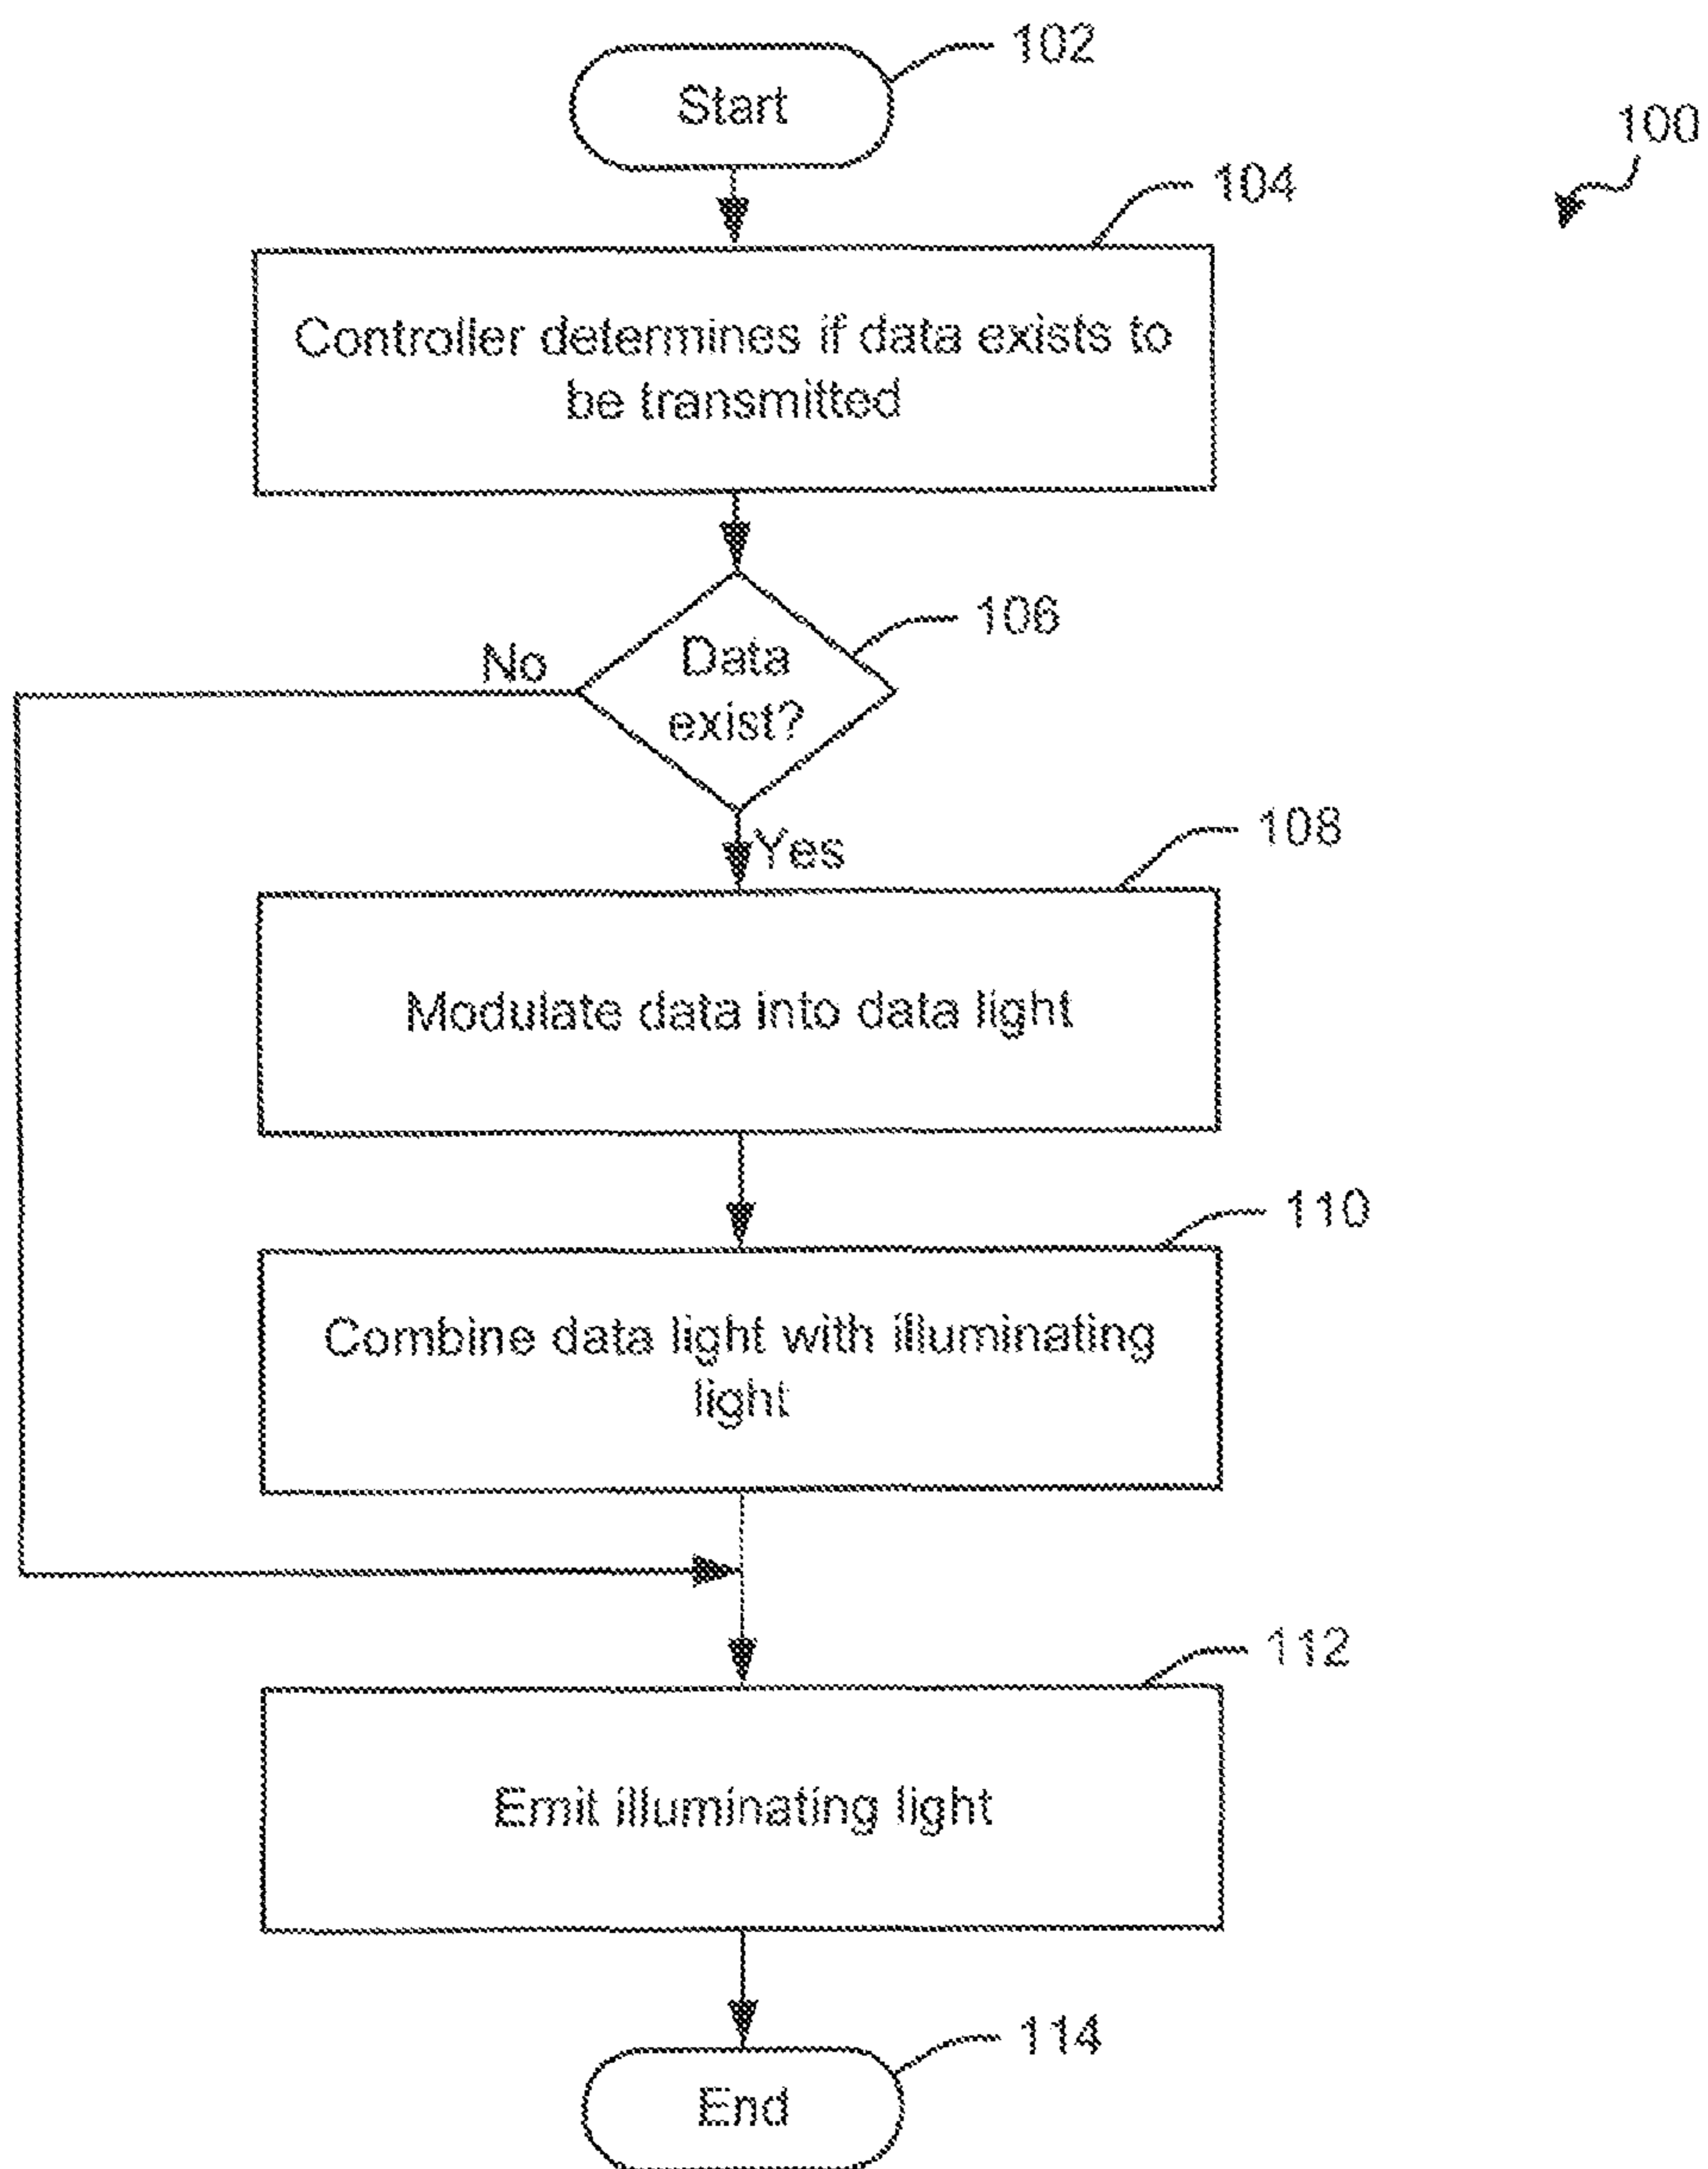 102
Start
100
104
Controller determines if data exists to
be transmitted
106
No
Data
exist?
Yes
108
Modulate data into data light
110
Combine data light with illuminating
light
112
Emit illuminating light
114
End